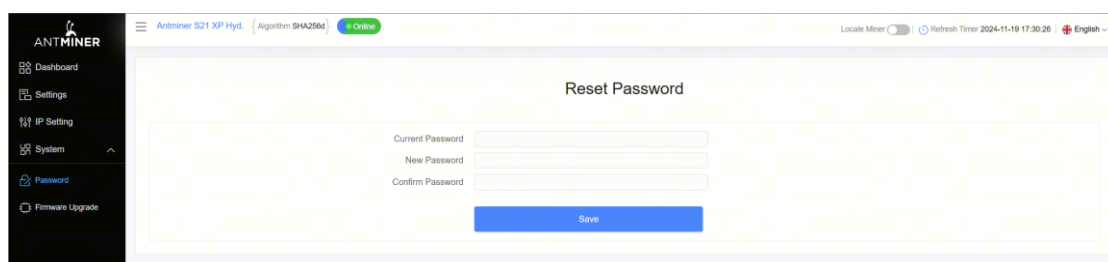 ANTMINER
Antminer S21 XP Hyd. Algorithm SHA256d Online
Locate Miner Refresh Timer 2024-11-19 17:30:26 English
Dashboard
Settings
IP Setting
System
Password
Firmware Upgrade
Reset Password
Current Password
New Password
Confirm Password
Save